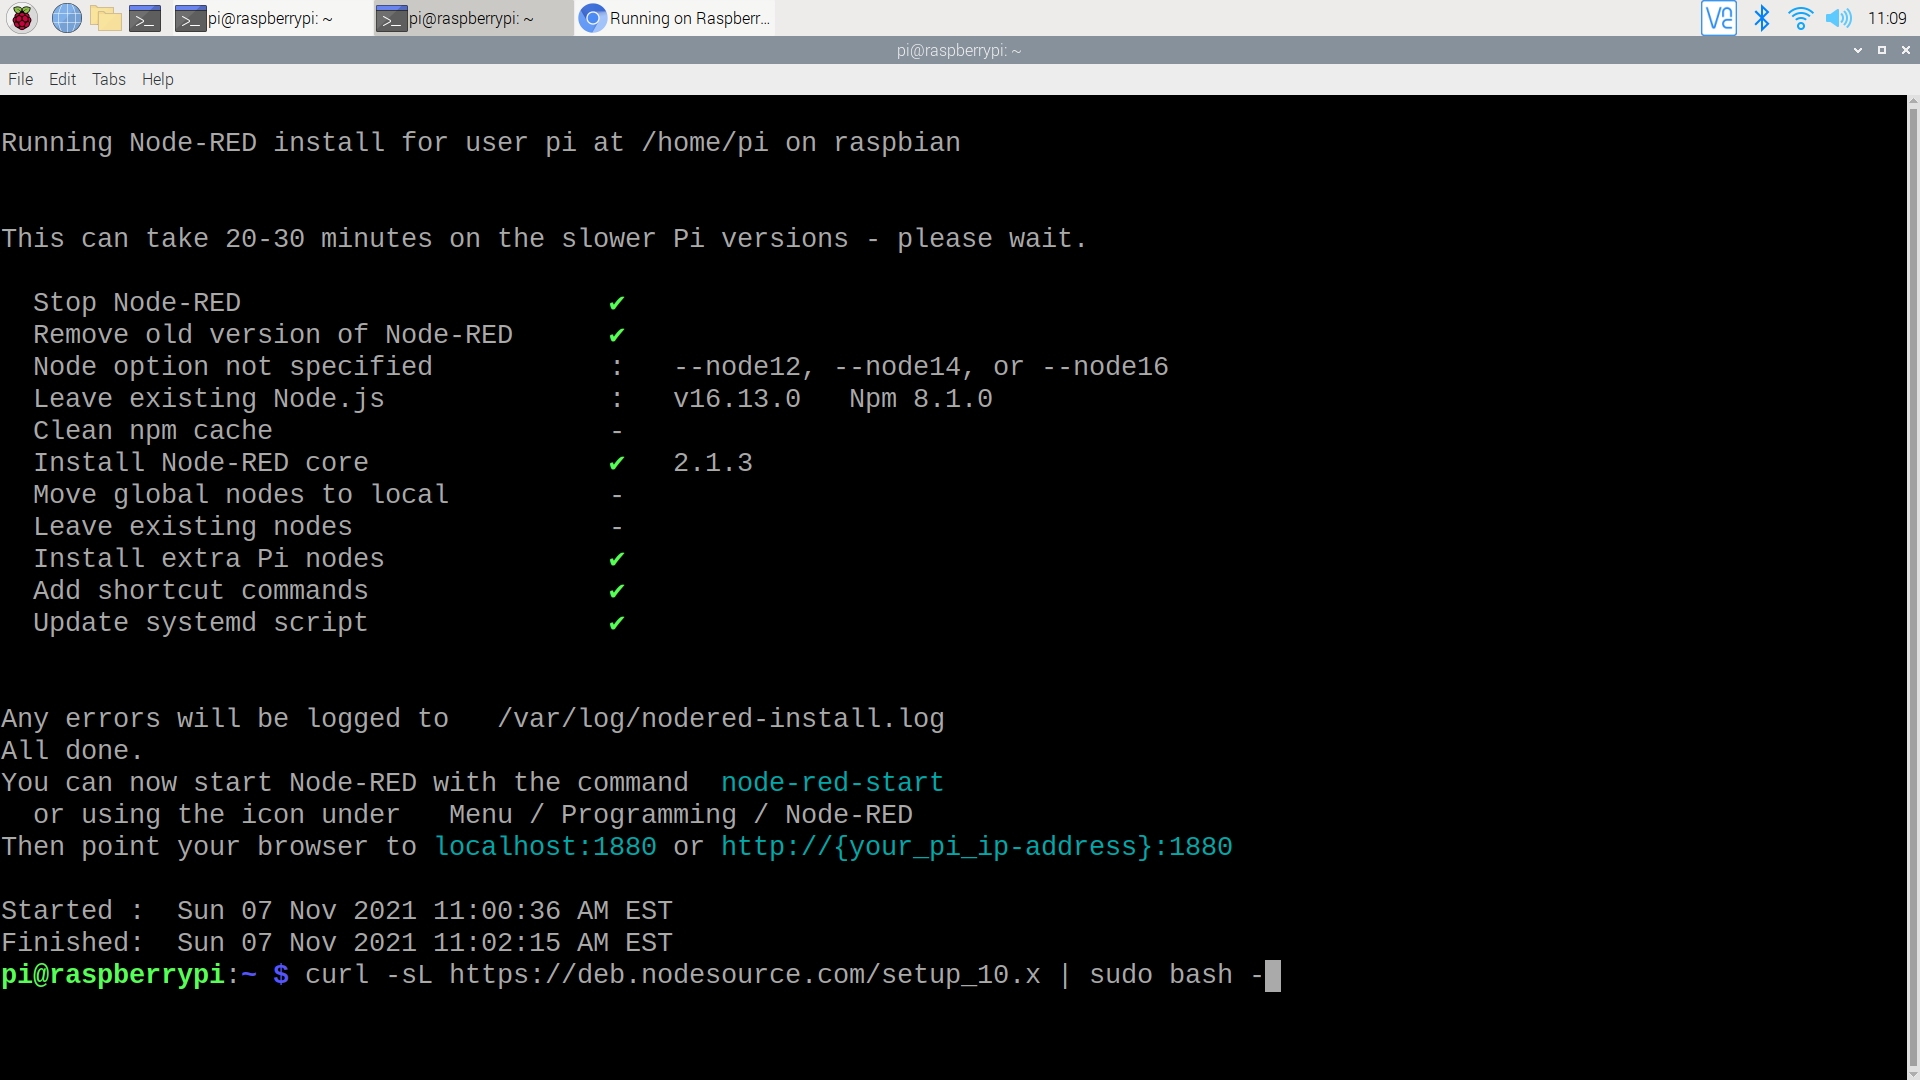 pi@raspberrypi: ~
pi@raspberrypi: ~
Running on Raspberr...
11:09
pi@raspberrypi: ~
File Edit Tabs Help
Running Node-RED install for user pi at /home/pi on raspbian
This can take 20-30 minutes on the slower Pi versions - please wait.
Stop Node-RED ✔
Remove old version of Node-RED ✔
Node option not specified : --node12, --node14, or --node16
Leave existing Node.js : v16.13.0 Npm 8.1.0
Clean npm cache -
Install Node-RED core ✔ 2.1.3
Move global nodes to local -
Leave existing nodes -
Install extra Pi nodes ✔
Add shortcut commands ✔
Update systemd script ✔
Any errors will be logged to /var/log/nodered-install.log
All done.
You can now start Node-RED with the command node-red-start
or using the icon under Menu / Programming / Node-RED
Then point your browser to localhost:1880 or http://{your_pi_ip-address}:1880
Started : Sun 07 Nov 2021 11:00:36 AM EST
Finished: Sun 07 Nov 2021 11:02:15 AM EST
pi@raspberrypi:~ $ curl -sL https://deb.nodesource.com/setup_10.x | sudo bash -